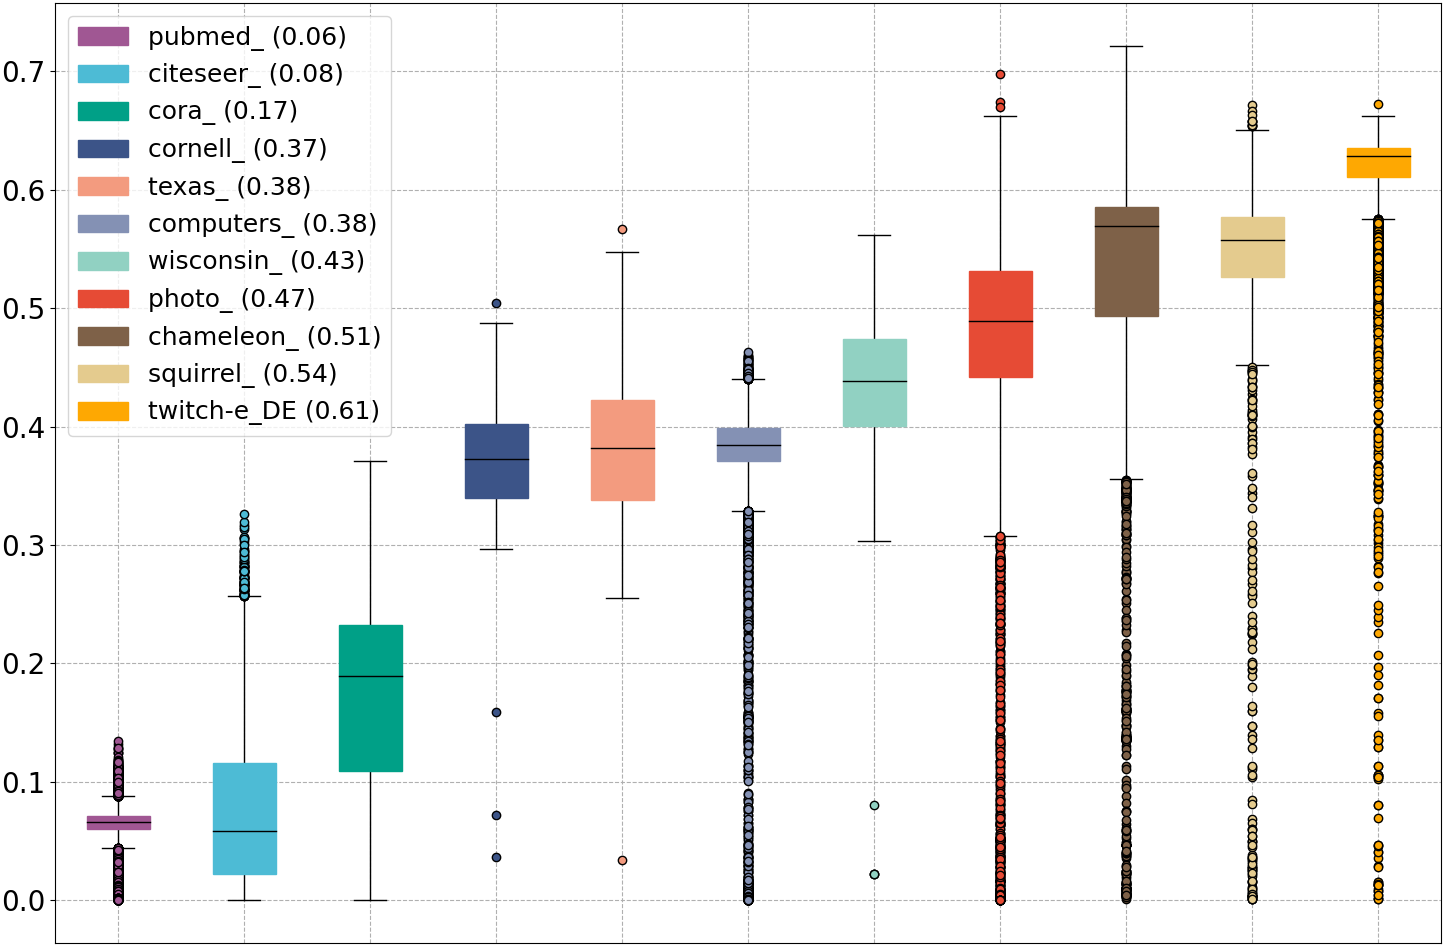 pubmed_ (0.06)
citeseer_ (0.08)
cora_ (0.17)
cornell_ (0.37)
texas_ (0.38)
computers_ (0.38)
wisconsin_ (0.43)
photo_ (0.47)
chameleon_ (0.51)
squirrel_ (0.54)
twitch-e_DE (0.61)
0.7
0.6
0.5
0.4
0.3
0.2
0.1
0.0